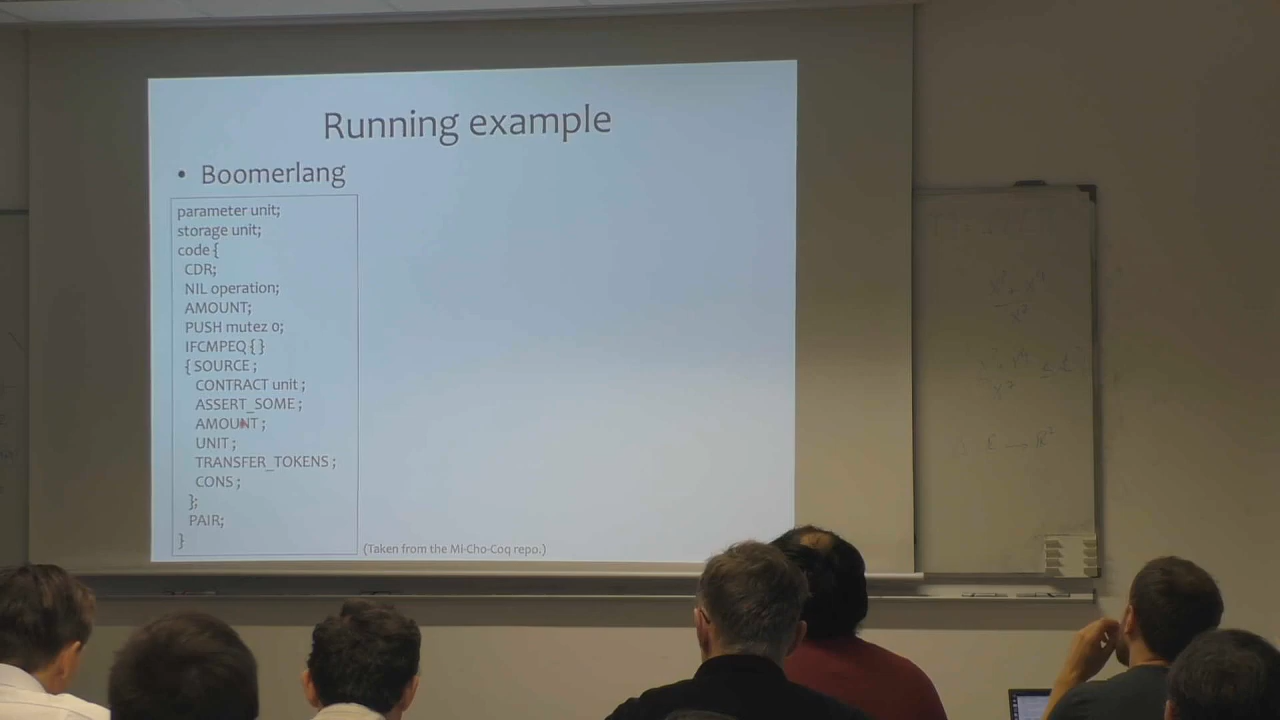 Running example
• Boomerlang
parameter unit;
storage unit;
code {
CDR;
NIL operation;
AMOUNT;
PUSH mutez 0;
IFCMPEQ { }
{ SOURCE ;
CONTRACT unit ;
ASSERT_SOME ;
AMOUNT ;
UNIT ;
TRANSFER_TOKENS ;
CONS ;
};
PAIR;
}
(Taken from the Mi-Cho-Coq repo.)